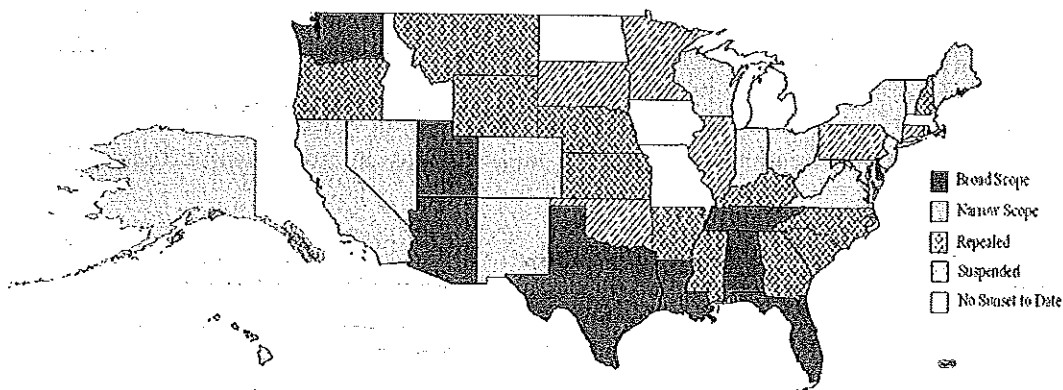 Broad Scope
Narrow Scope
Repealed
Suspended
No Sunset to Date